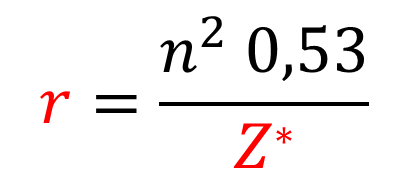 r = n² 0,53 / Z*